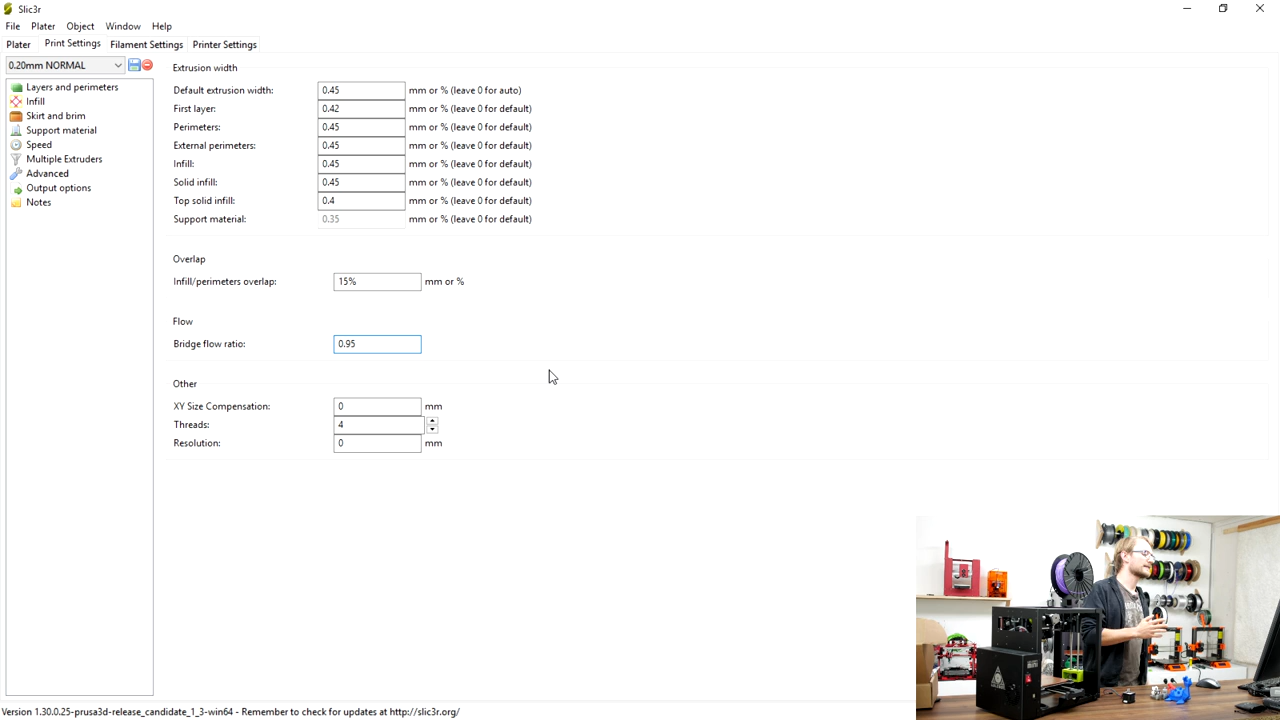 Slic3r
File Plater Object Window Help
Plater Print Settings Filament Settings Printer Settings
0.20mm NORMAL
Layers and perimeters
Infill
Skirt and brim
Support material
Speed
Multiple Extruders
Advanced
Output options
Notes
Extrusion width
Default extrusion width: 0.45 mm or % (leave 0 for auto)
First layer: 0.42 mm or % (leave 0 for default)
Perimeters: 0.45 mm or % (leave 0 for default)
External perimeters: 0.45 mm or % (leave 0 for default)
Infill: 0.45 mm or % (leave 0 for default)
Solid infill: 0.45 mm or % (leave 0 for default)
Top solid infill: 0.4 mm or % (leave 0 for default)
Support material: 0.35 mm or % (leave 0 for default)
Overlap
Infill/perimeters overlap: 15% mm or %
Flow
Bridge flow ratio: 0.95
Other
XY Size Compensation: 0 mm
Threads: 4
Resolution: 0 mm
Version 1.30.0.25-prusa3d-release_candidate_1_3-win64 - Remember to check for updates at http://slic3r.org/